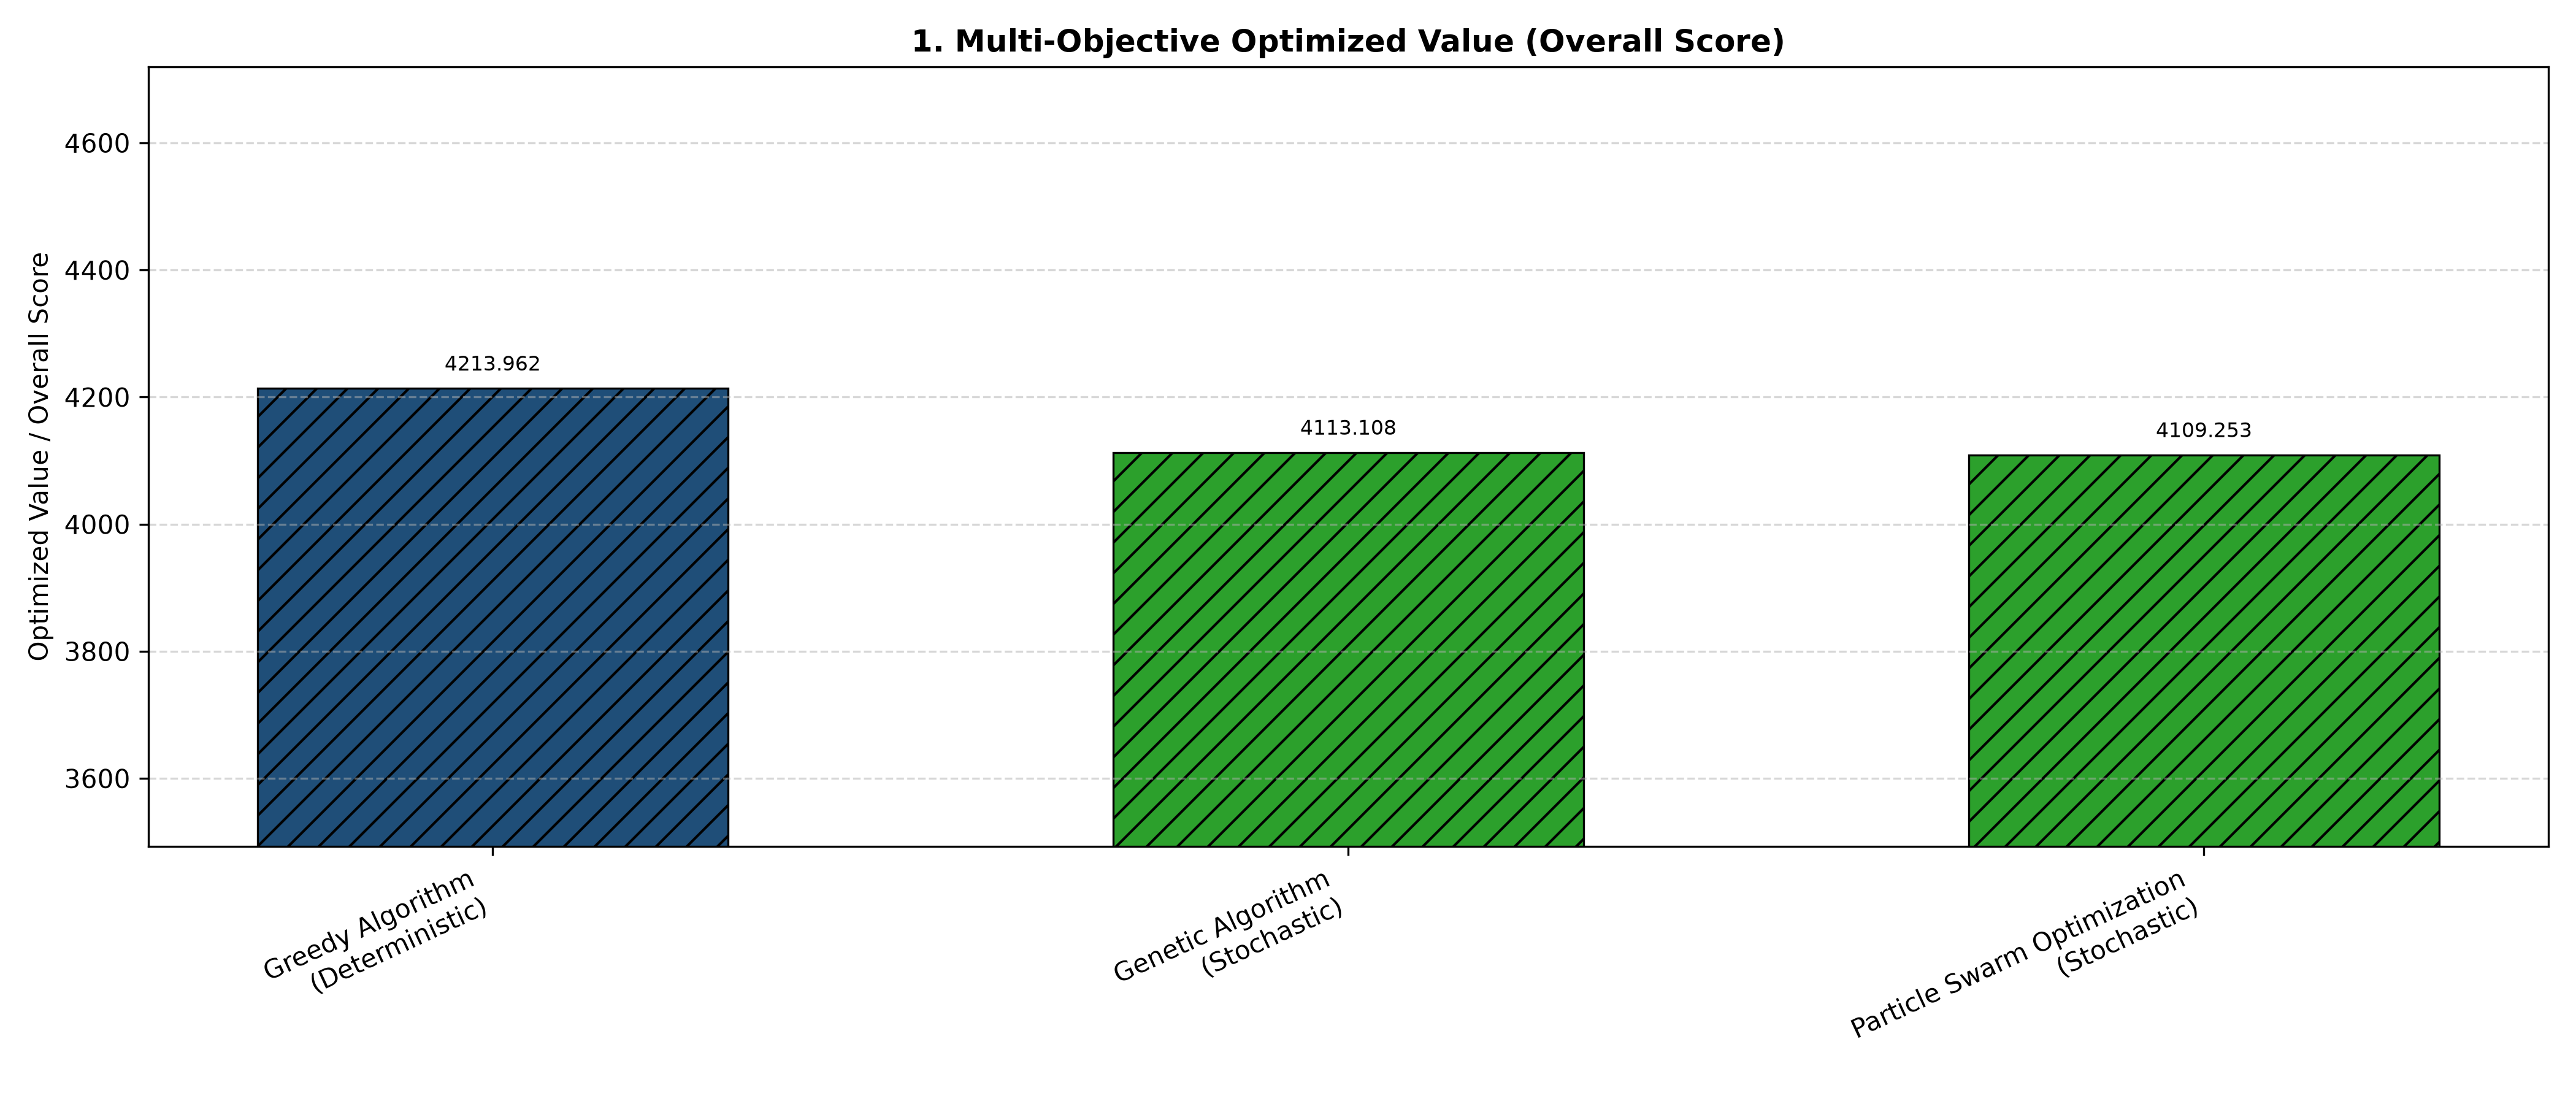 1. Multi-Objective Optimized Value (Overall Score)
Optimized Value / Overall Score
4600
4400
4200
4000
3800
3600
4213.962
4113.108
4109.253
Greedy Algorithm
(Deterministic)
Genetic Algorithm
(Stochastic)
Particle Swarm Optimization
(Stochastic)